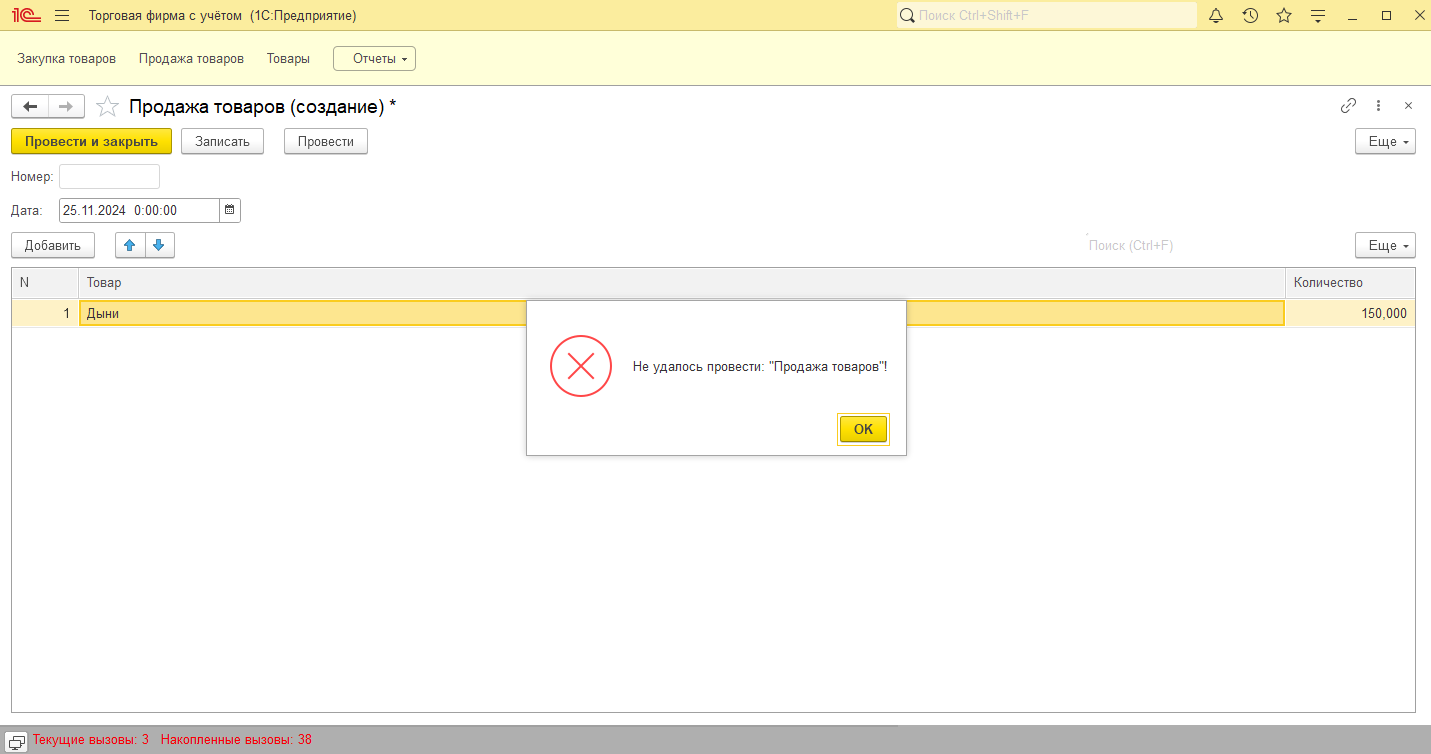 1С Торговая фирма с учётом (1С:Предприятие) Поиск Ctrl+Shift+F
Закупка товаров Продажа товаров Товары Отчеты
Продажа товаров (создание) *
Провести и закрыть Записать Провести Еще
Номер:
Дата: 25.11.2024 0:00:00
Добавить Поиск (Ctrl+F) Еще
N Товар Количество
1 Дыни 150,000
Не удалось провести: "Продажа товаров"!
OK
Текущие вызовы: 3 Накопленные вызовы: 38